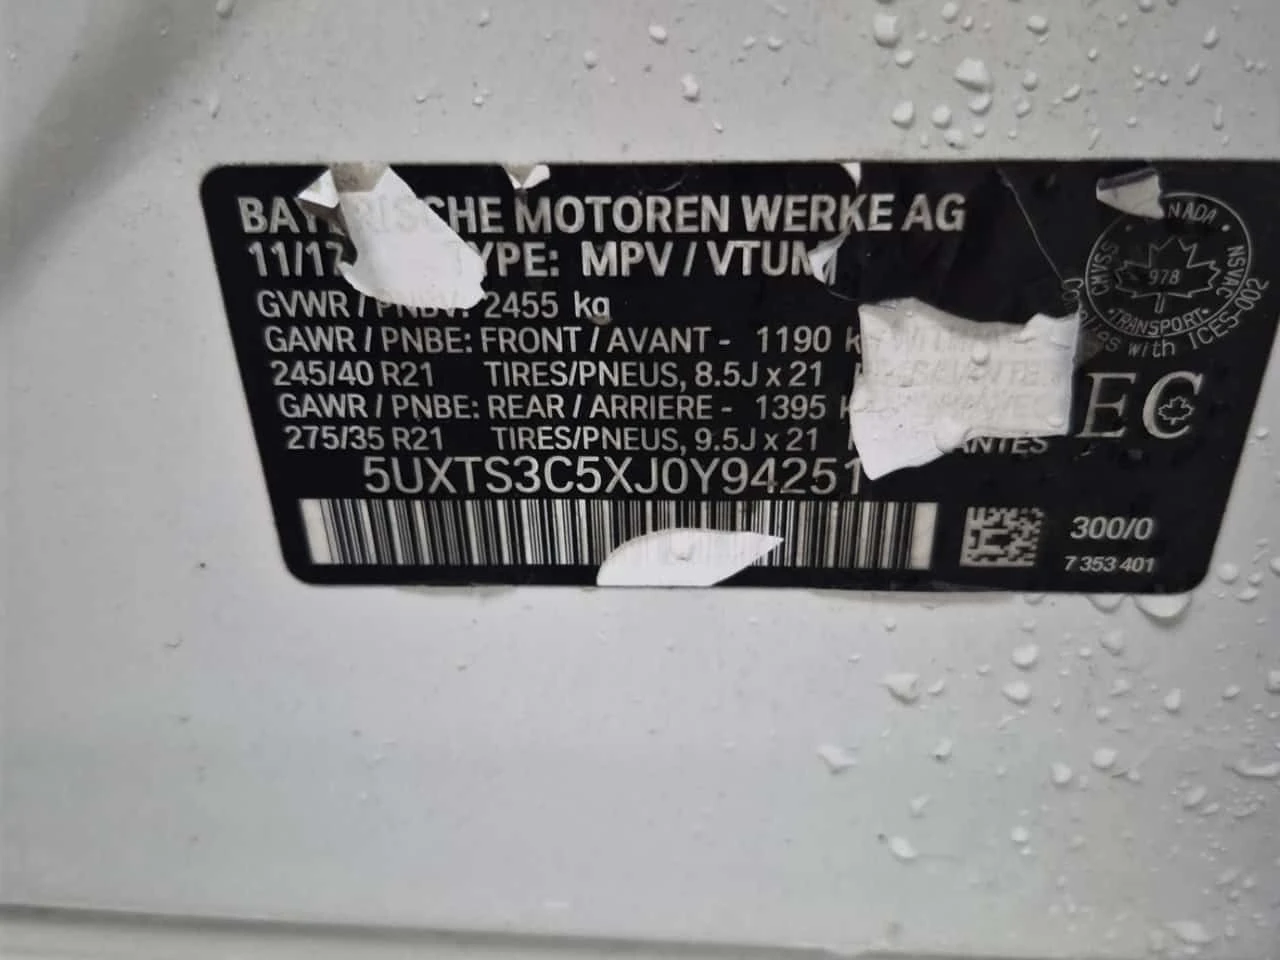 BAYERISCHE MOTOREN WERKE AG
11/17 TYPE: MPV / VTUM
GVWR / PNBV: 2455 kg
GAWR / PNBE: FRONT / AVANT - 1190
245/40 R21 TIRES/PNEUS, 8.5J x 21
GAWR / PNBE: REAR / ARRIERE - 1395
275/35 R21 TIRES/PNEUS, 9.5J x 21
5UXTS3C5XJ0Y94251
CANADA
CMVSS
978
NSVAC
TRANSPORT
Complies with ICES-002
EC
300/0
7 353 401